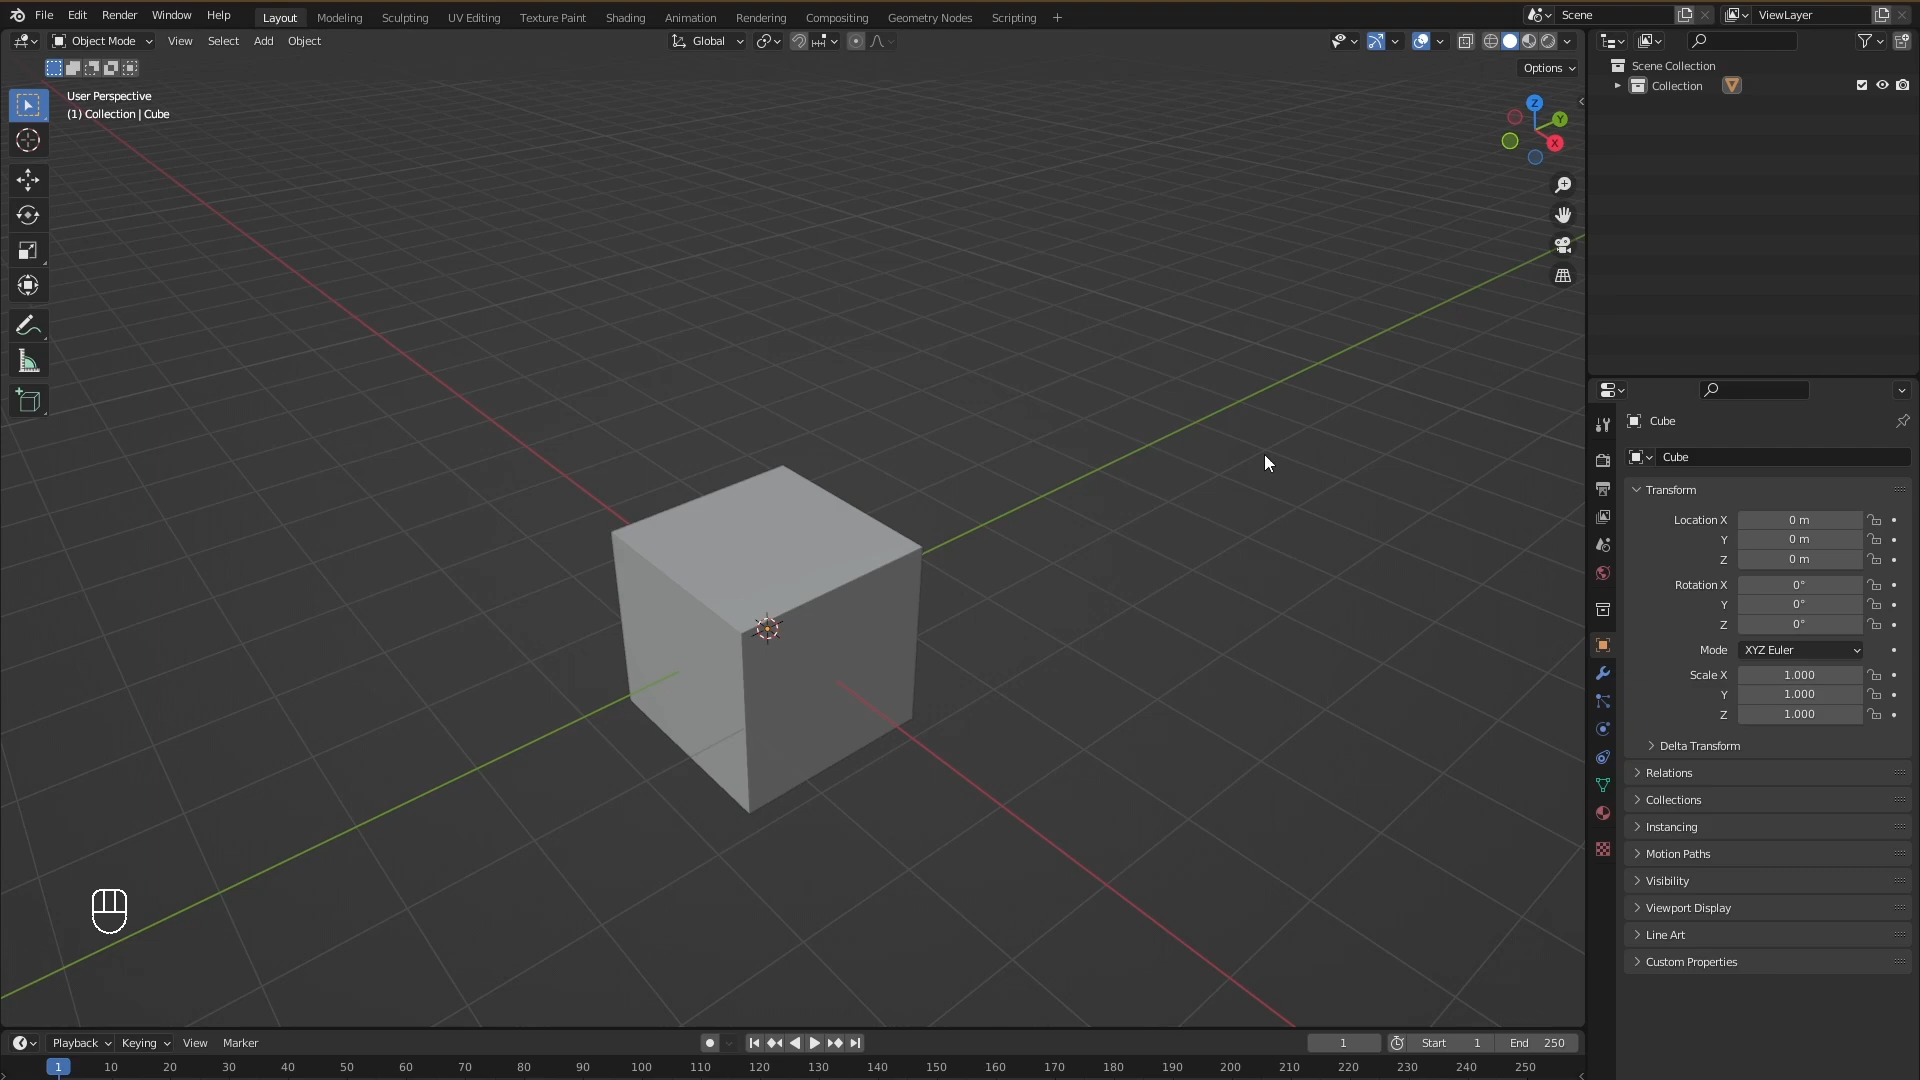 File Edit Render Window Help Layout Modeling Sculpting UV Editing Texture Paint Shading Animation Rendering Compositing Geometry Nodes Scripting + Scene ViewLayer
Object Mode View Select Add Object Global
Options
User Perspective
(1) Collection | Cube
Z
Y
X
Scene Collection
Collection
Cube
Cube
Transform
Location X 0 m
Y 0 m
Z 0 m
Rotation X 0°
Y 0°
Z 0°
Mode XYZ Euler
Scale X 1.000
Y 1.000
Z 1.000
Delta Transform
Relations
Collections
Instancing
Motion Paths
Visibility
Viewport Display
Line Art
Custom Properties
Playback Keying View Marker 1 Start 1 End 250
1 10 20 30 40 50 60 70 80 90 100 110 120 130 140 150 160 170 180 190 200 210 220 230 240 250